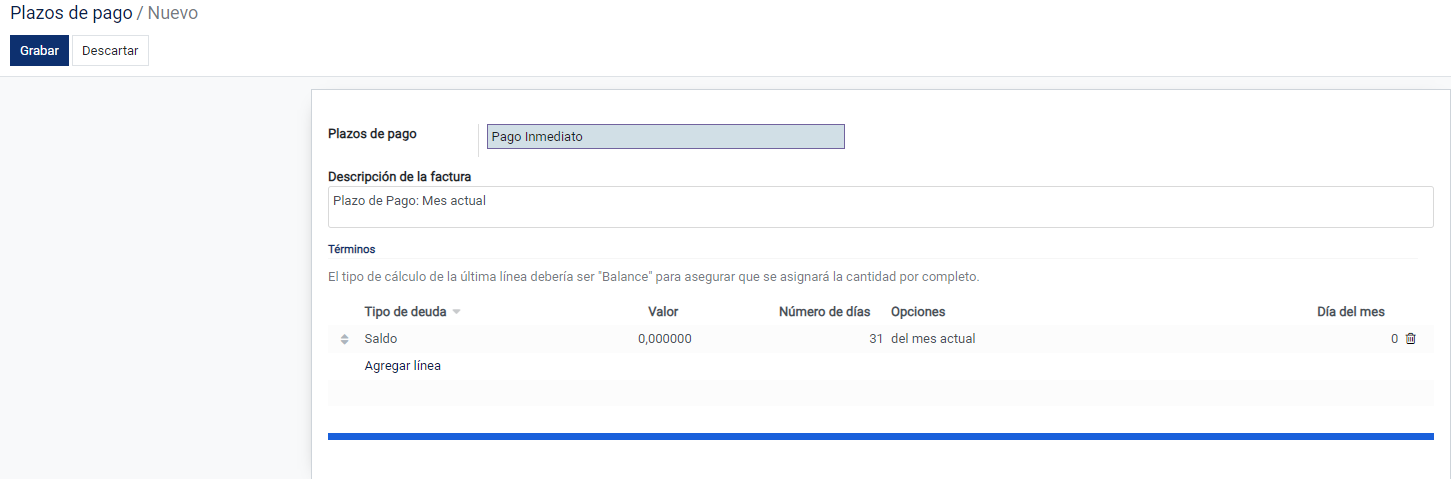 Plazos de pago / Nuevo
Grabar Descartar
Plazos de pago Pago Inmediato
Descripción de la factura
Plazo de Pago: Mes actual
Términos
El tipo de cálculo de la última línea debería ser "Balance" para asegurar que se asignará la cantidad por completo.
Tipo de deuda Valor Número de días Opciones Día del mes
Saldo 0,000000 31 del mes actual 0
Agregar línea